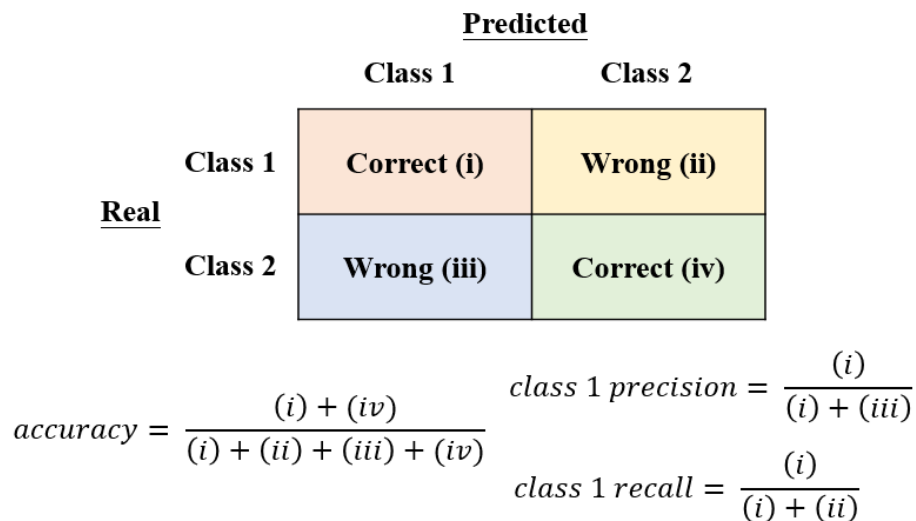 Predicted
Class 1 Class 2
Class 1 Correct (i) Wrong (ii)
Real
Class 2 Wrong (iii) Correct (iv)
accuracy = (i) + (iv) / (i) + (ii) + (iii) + (iv)
class 1 precision = (i) / (i) + (iii)
class 1 recall = (i) / (i) + (ii)